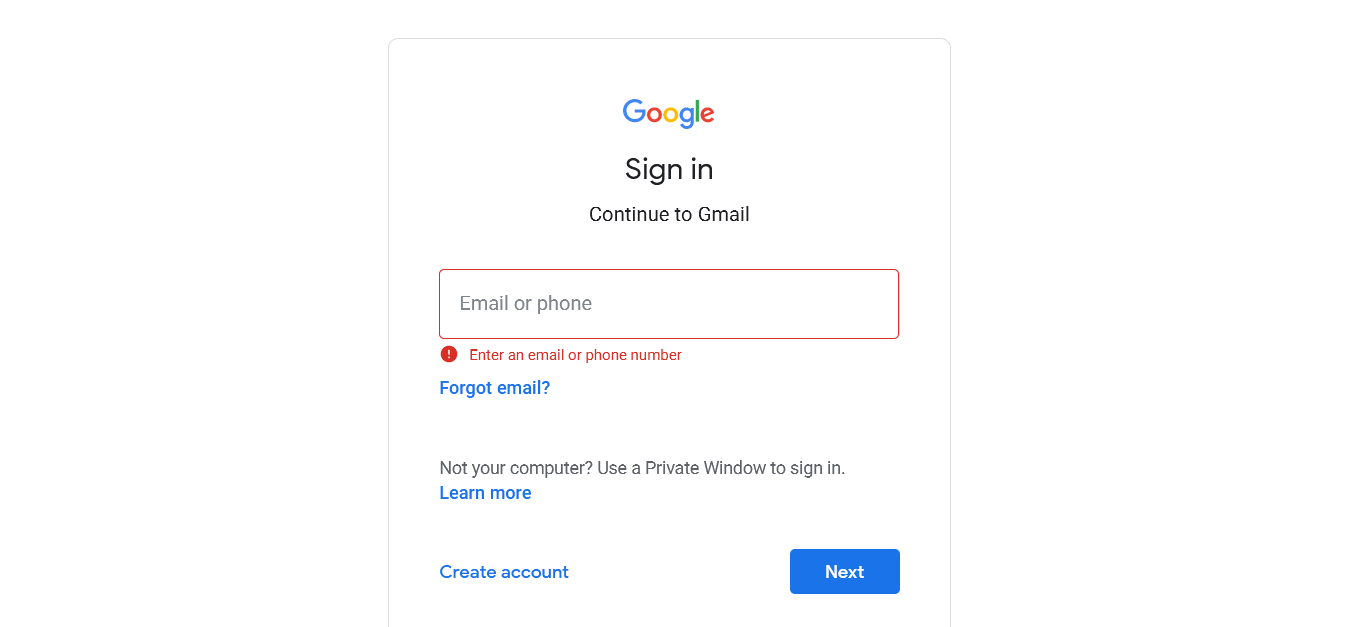 Google
Sign in
Continue to Gmail
Email or phone
Enter an email or phone number
Forgot email?
Not your computer? Use a Private Window to sign in.
Learn more
Create account
Next